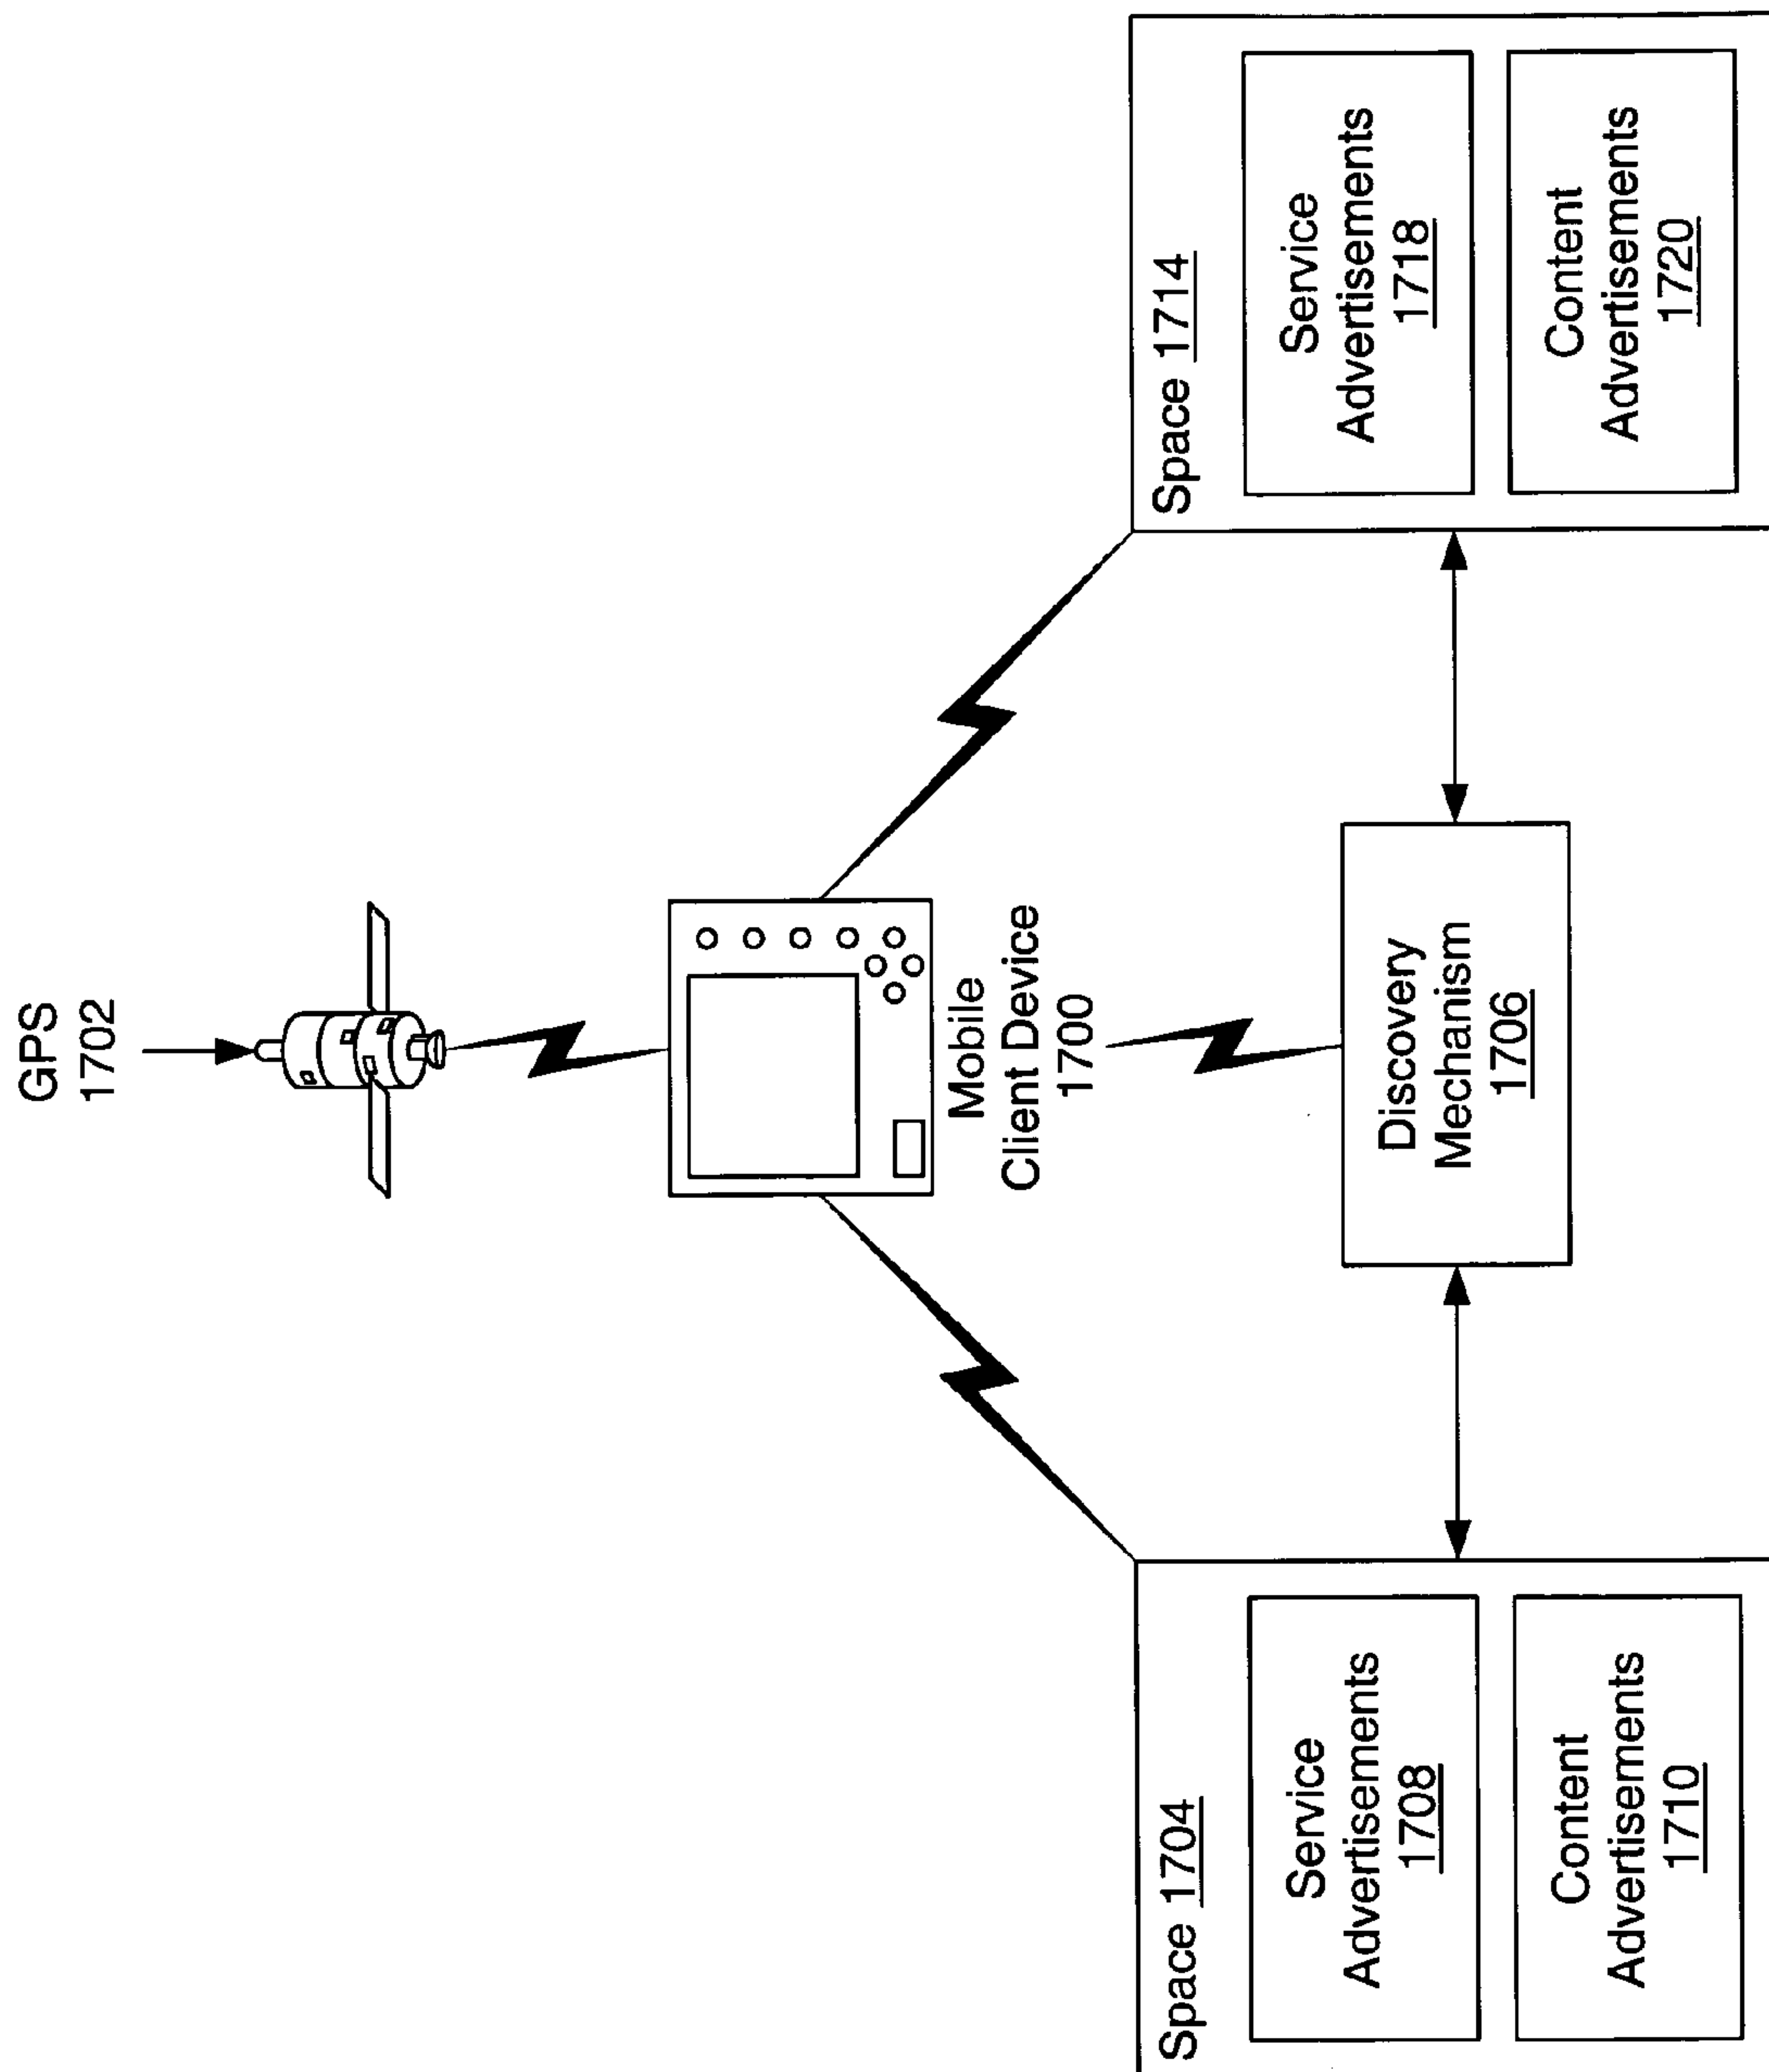 GPS
1702
Mobile
Client Device
1700
Discovery
Mechanism
1706
Space 1704
Service
Advertisements
1708
Content
Advertisements
1710
Space 1714
Service
Advertisements
1718
Content
Advertisements
1720